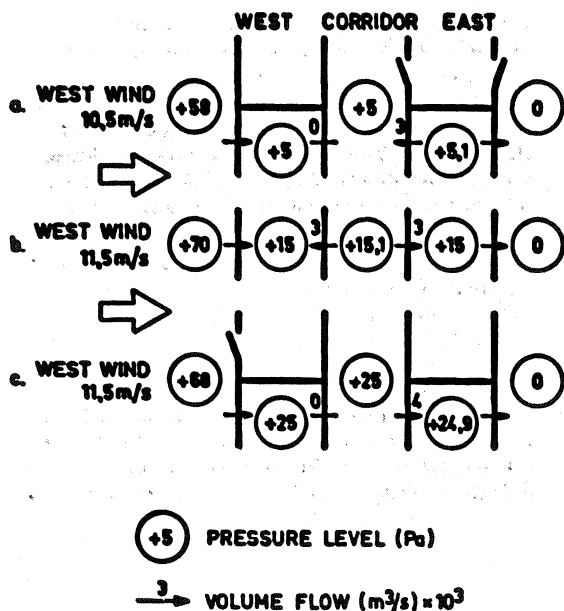 WEST CORRIDOR EAST
a. WEST WIND
10,5m/s
+58
+5
0
+5
3
+5,1
0
b. WEST WIND
11,5m/s
+70
+15
3
+15,1
3
+15
0
c. WEST WIND
11,5m/s
+68
+25
0
+25
4
+24,9
0
+5 PRESSURE LEVEL (Pa)
3 VOLUME FLOW (m³/s) × 10³